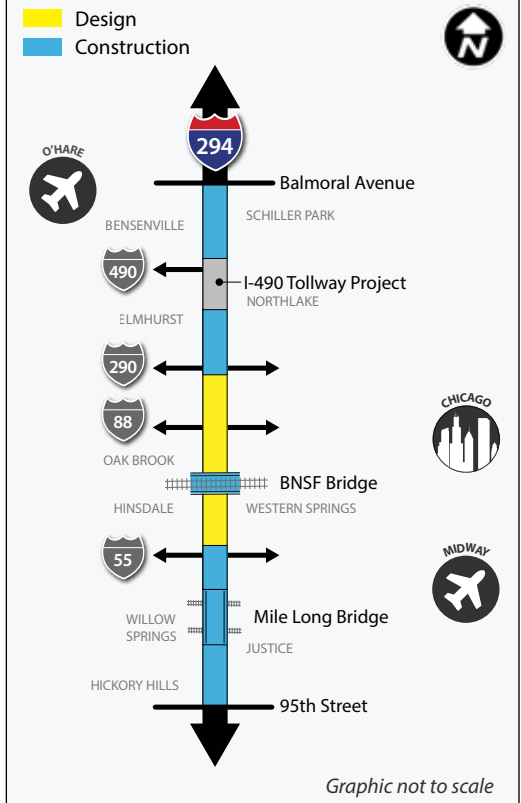 Design
Construction
N
294
O'HARE
Balmoral Avenue
BENSENVILLE
SCHILLER PARK
490
I-490 Tollway Project
NORTHLAKE
ELMHURST
290
88
CHICAGO
OAK BROOK
BNSF Bridge
HINSDALE
WESTERN SPRINGS
55
MIDWAY
WILLOW
SPRINGS
Mile Long Bridge
JUSTICE
HICKORY HILLS
95th Street
Graphic not to scale